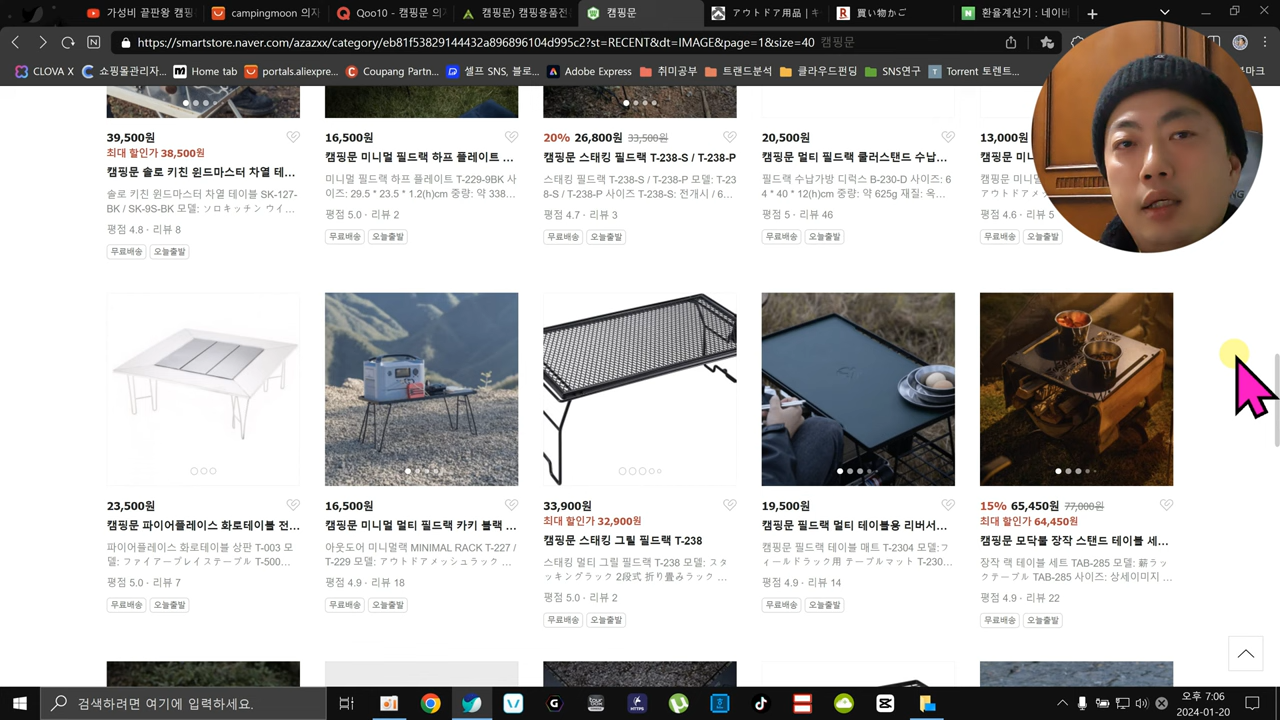 가성비 끝판왕 캠핑
campingmoon 의지
Qoo10 - 캠핑문 의
캠핑문) 캠핑용품전
캠핑문
アウトドア用品 | キ
買い物かご
환율계산기 : 네이버
https://smartstore.naver.com/azazxx/category/eb81f53829144432a896896104d995c2?st=RECENT&dt=IMAGE&page=1&size=40 캠핑문
CLOVA X
쇼핑몰관리자...
Home tab
portals.aliexpre...
Coupang Partn...
셀프 SNS, 블로...
Adobe Express
취미공부
트랜드분석
클라우드펀딩
SNS연구
Torrent 토렌트...
크마크
39,500원
최대 할인가 38,500원
캠핑문 솔로 키친 윈드마스터 차열 테...
솔로 키친 윈드마스터 차열 테이블 SK-127-
BK / SK-9S-BK 모델: ソロキッチン ウイ...
평점 4.8 · 리뷰 8
무료배송 오늘출발
16,500원
캠핑문 미니멀 필드랙 하프 플레이트 ...
미니멀 필드랙 하프 플레이트 T-229-9BK 사
이즈: 29.5 * 23.5 * 1.2(h)cm 중량: 약 338...
평점 5.0 · 리뷰 2
무료배송 오늘출발
20% 26,800원 33,500원
캠핑문 스태킹 필드랙 T-238-S / T-238-P
스태킹 필드랙 T-238-S / T-238-P 모델: T-23
8-S / T-238-P 사이즈 T-238-S: 전개시 / 6...
평점 4.7 · 리뷰 3
무료배송 오늘출발
20,500원
캠핑문 멀티 필드랙 쿨러스탠드 수납...
필드랙 수납가방 디럭스 B-230-D 사이즈: 6
4 * 40 * 12(h)cm 중량: 약 625g 재질: 옥...
평점 5 · 리뷰 46
무료배송 오늘출발
13,000원
캠핑문 미니
미니멀
アウトドアメッ
평점 4.6 · 리뷰 5
무료배송 오늘출발
23,500원
캠핑문 파이어플레이스 화로테이블 전...
파이어플레이스 화로테이블 상판 T-003 모
델: ファイアープレイステーブル T-500...
평점 5.0 · 리뷰 7
무료배송 오늘출발
16,500원
캠핑문 미니멀 멀티 필드랙 카키 블랙 ...
아웃도어 미니멀랙 MINIMAL RACK T-227 /
T-229 모델: アウトドアメッシュラック ...
평점 4.9 · 리뷰 18
무료배송 오늘출발
33,900원
최대 할인가 32,900원
캠핑문 스태킹 그릴 필드랙 T-238
스태킹 멀티 그릴 필드랙 T-238 모델: スタ
ッキングラック 2段式 折り畳みラック ...
평점 5.0 · 리뷰 2
무료배송 오늘출발
19,500원
캠핑문 필드랙 멀티 테이블용 리버서...
캠핑문 필드랙 테이블 매트 T-2304 모델:フ
ィールドラック用 テーブルマット T-230...
평점 4.9 · 리뷰 14
무료배송 오늘출발
15% 65,450원 77,000원
최대 할인가 64,450원
캠핑문 모닥불 장작 스탠드 테이블 세...
장작 랙 테이블 세트 TAB-285 모델: 薪ラッ
クテーブル TAB-285 사이즈: 상세이미지 ...
평점 4.9 · 리뷰 22
무료배송 오늘출발
검색하려면 여기에 입력하세요.
오후 7:06
2024-01-20